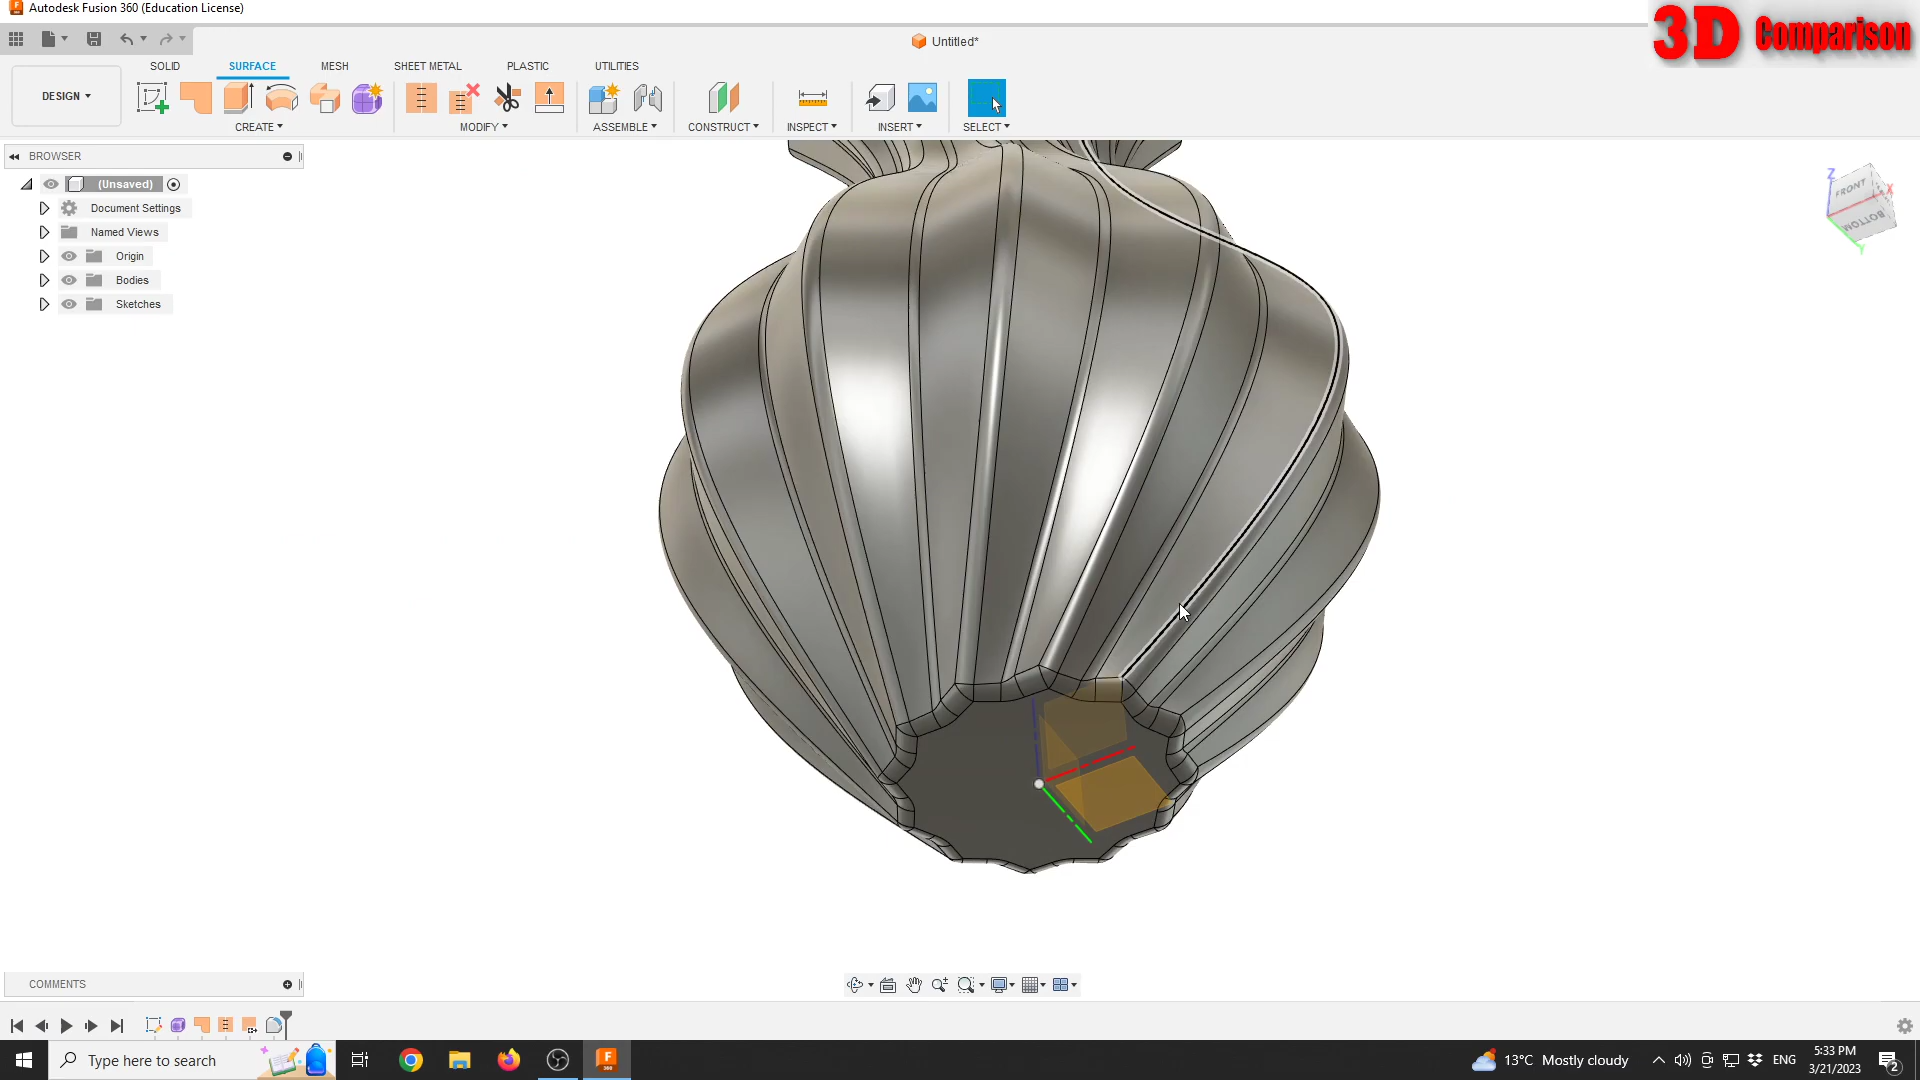 Autodesk Fusion 360 (Education License)
3D Comparison
Untitled*
SOLID SURFACE MESH SHEET METAL PLASTIC UTILITIES
DESIGN
CREATE MODIFY ASSEMBLE CONSTRUCT INSPECT INSERT SELECT
BROWSER
(Unsaved)
Document Settings
Named Views
Origin
Bodies
Sketches
Z
FRONT
X
BOTTOM
Y
COMMENTS
Type here to search
13°C Mostly cloudy
ENG
5:33 PM
3/21/2023
2